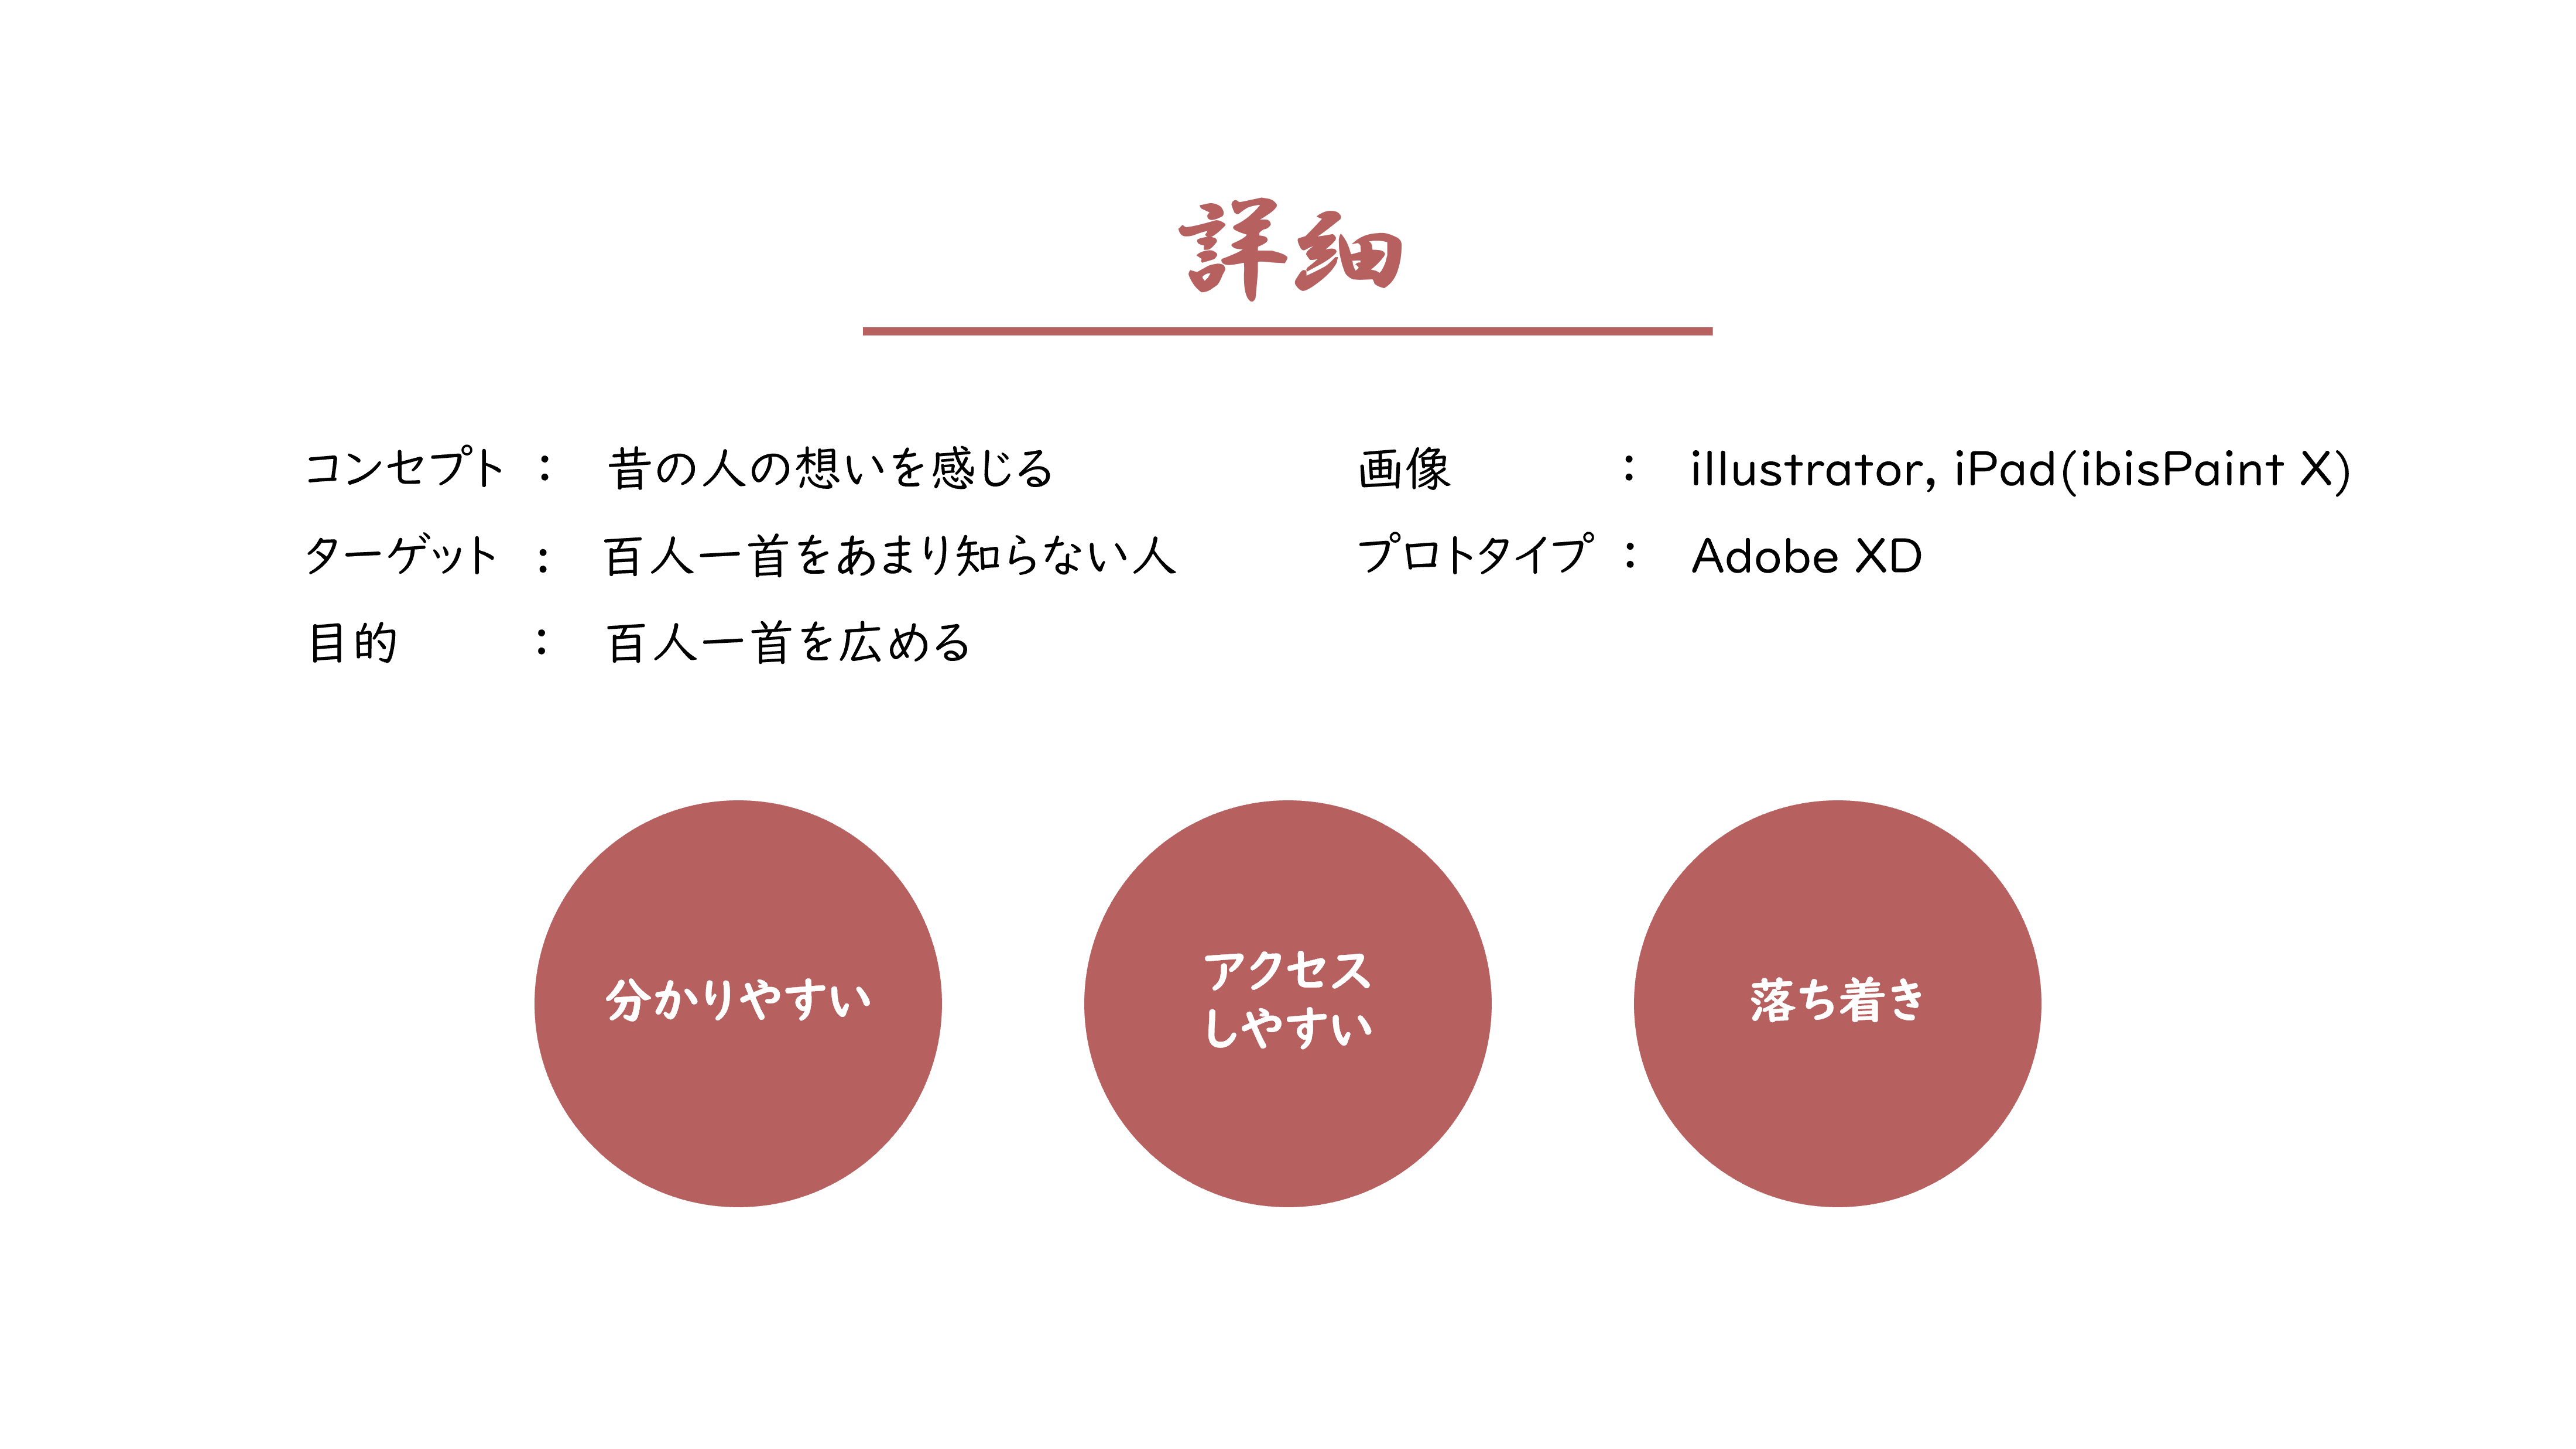 詳細
コンセプト : 昔の人の想いを感じる
ターゲット : 百人一首をあまり知らない人
目的 : 百人一首を広める
画像 : illustrator, iPad(ibisPaint X)
プロトタイプ : Adobe XD
分かりやすい
アクセス
しやすい
落ち着き